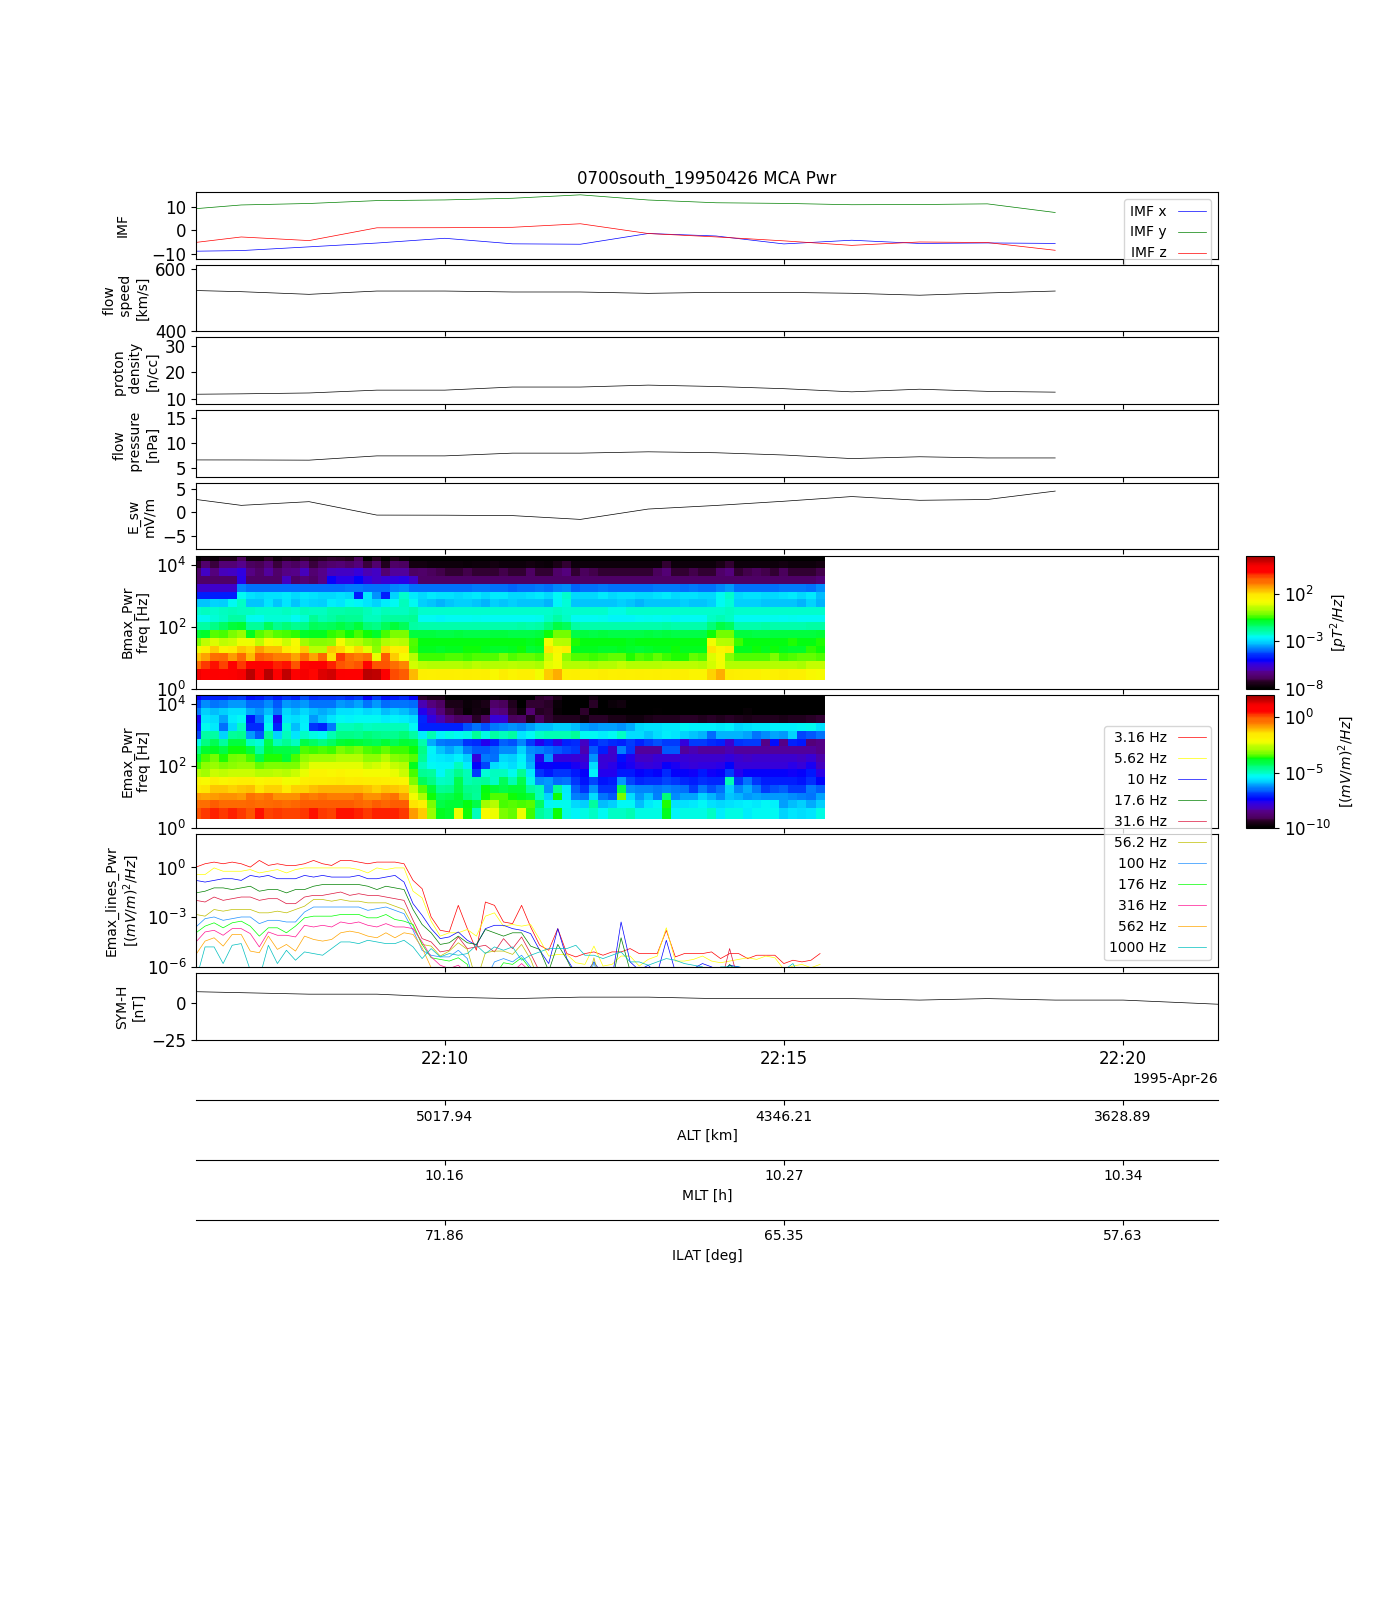 0700south_19950426 MCA Pwr
IMF
10
0
−10
IMF x
IMF y
IMF z
flow
speed
[km/s]
600
400
proton
density
[n/cc]
30
20
10
flow
pressure
[nPa]
15
10
5
E_sw
mV/m
5
0
−5
Bmax_Pwr
freq [Hz]
10^4
10^2
10^0
10^2
10^−3
10^−8
[pT^2/Hz]
Emax_Pwr
freq [Hz]
10^4
10^2
10^0
10^0
10^−5
10^−10
[(mV/m)^2/Hz]
3.16 Hz
5.62 Hz
10 Hz
17.6 Hz
31.6 Hz
56.2 Hz
100 Hz
176 Hz
316 Hz
562 Hz
1000 Hz
Emax_lines_Pwr
[(mV/m)^2/Hz]
10^0
10^−3
10^−6
SYM-H
[nT]
0
−25
22:10 22:15 22:20
1995-Apr-26
5017.94 4346.21 3628.89
ALT [km]
10.16 10.27 10.34
MLT [h]
71.86 65.35 57.63
ILAT [deg]